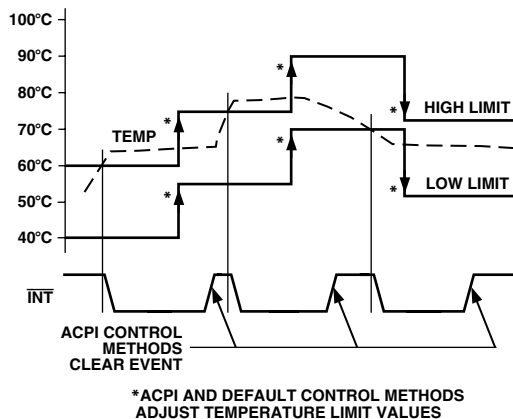 100°C
90°C
80°C
70°C
60°C
50°C
40°C
TEMP
*
*
*
*
*
*
HIGH LIMIT
LOW LIMIT
INT
ACPI CONTROL
METHODS
CLEAR EVENT
*ACPI AND DEFAULT CONTROL METHODS
ADJUST TEMPERATURE LIMIT VALUES